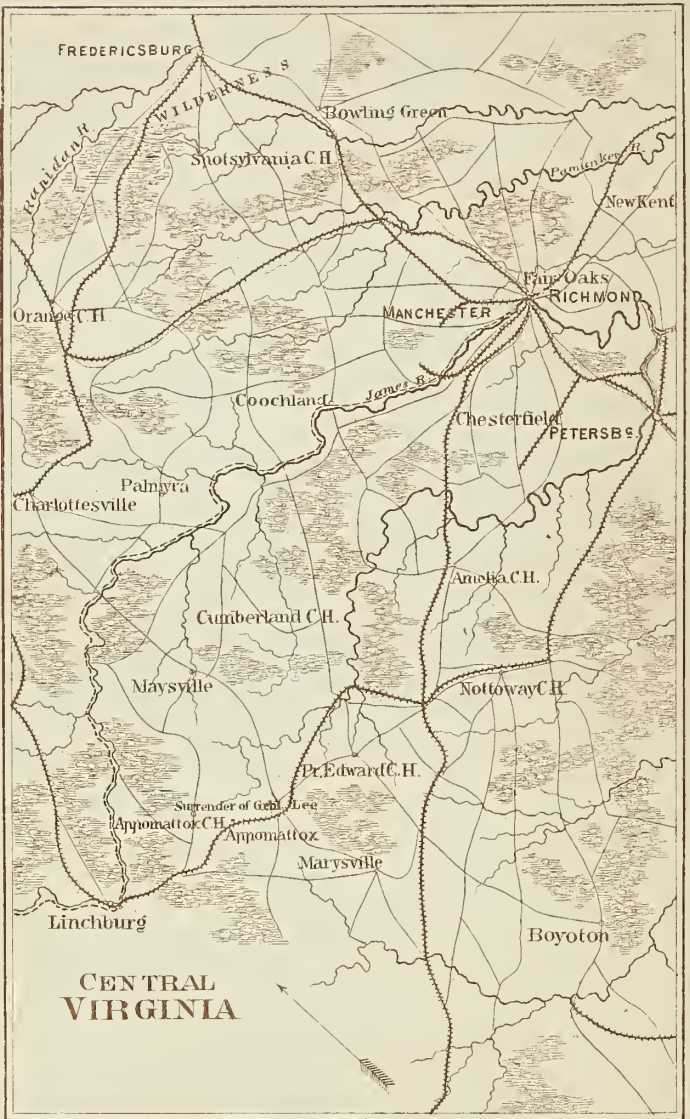 FREDERICSBURG
WILDERNESS
Bowling Green
Rapidan R.
Spotsylvania C.H.
Pamunkey R.
New Kent
Fair Oaks
Orange C.H.
MANCHESTER
RICHMOND
Coochland
James R.
Chesterfield
PETERSBG.
Palmyra
Charlottesville
Amelia C.H.
Cumberland C.H.
Maysville
Nottoway C.H.
Pr. Edward C.H.
Surrender of Genl. Lee
Appomattox C.H.
Appomattox
Marysville
Linchburg
Boyoton
CENTRAL
VIRGINIA